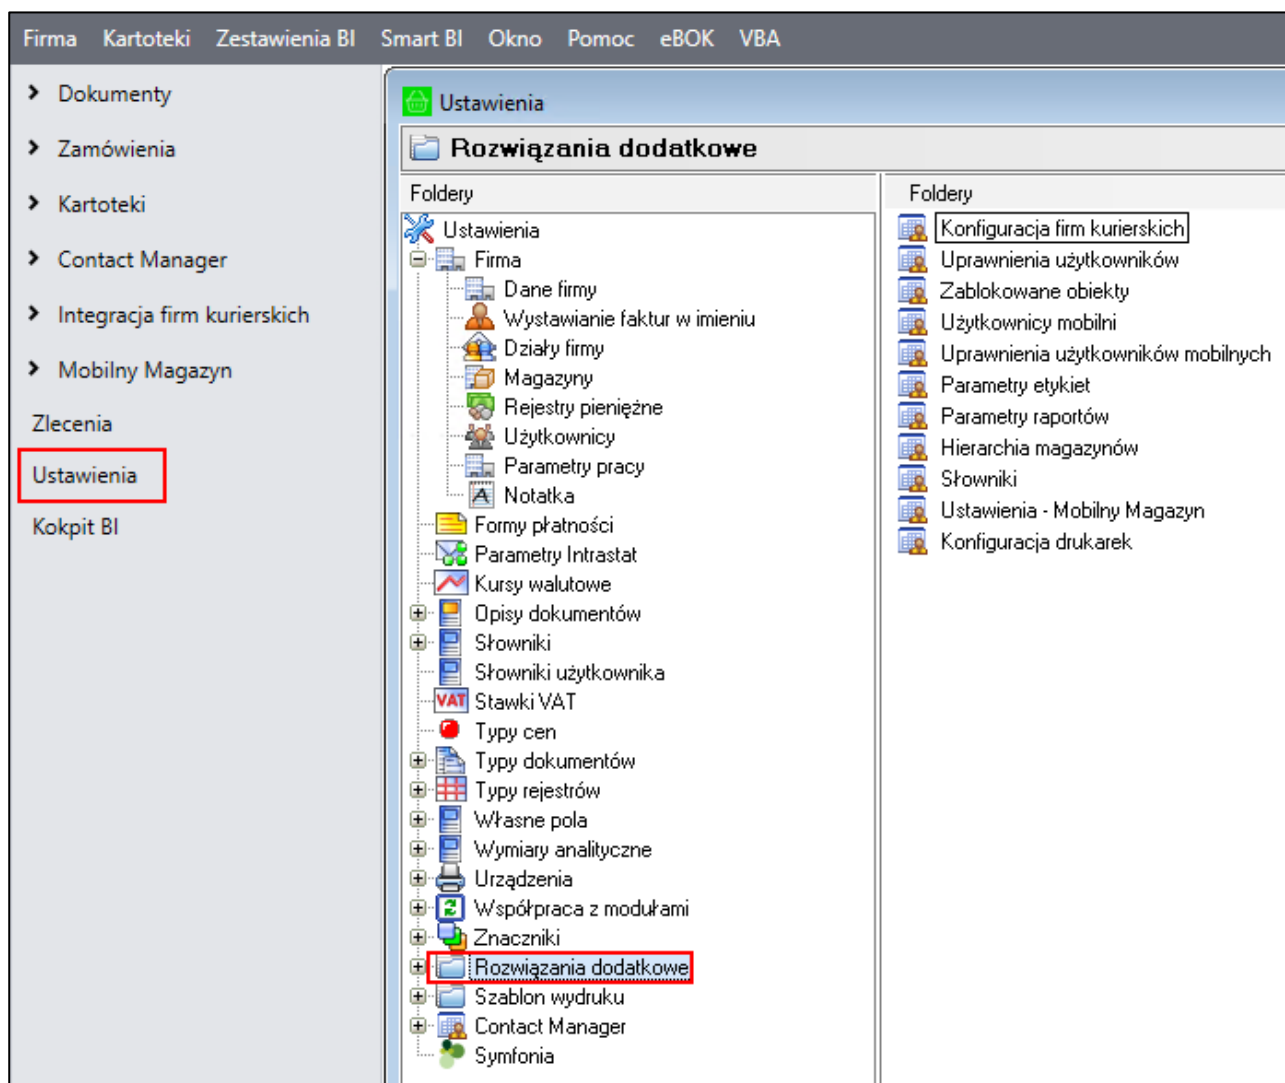 Firma Kartoteki Zestawienia BI Smart BI Okno Pomoc eBOK VBA
Dokumenty
Zamówienia
Kartoteki
Contact Manager
Integracja firm kurierskich
Mobilny Magazyn
Zlecenia
Ustawienia
Kokpit BI
Ustawienia
Rozwiązania dodatkowe
Foldery
Ustawienia
Firma
Dane firmy
Wystawianie faktur w imieniu
Działy firmy
Magazyny
Rejestry pieniężne
Użytkownicy
Parametry pracy
Notatka
Formy płatności
Parametry Intrastat
Kursy walutowe
Opisy dokumentów
Słowniki
Słowniki użytkownika
VAT Stawki VAT
Typy cen
Typy dokumentów
Typy rejestrów
Własne pola
Wymiary analityczne
Urządzenia
Współpraca z modułami
Znaczniki
Rozwiązania dodatkowe
Szablon wydruku
Contact Manager
Symfonia
Foldery
Konfiguracja firm kurierskich
Uprawnienia użytkowników
Zablokowane obiekty
Użytkownicy mobilni
Uprawnienia użytkowników mobilnych
Parametry etykiet
Parametry raportów
Hierarchia magazynów
Słowniki
Ustawienia - Mobilny Magazyn
Konfiguracja drukarek